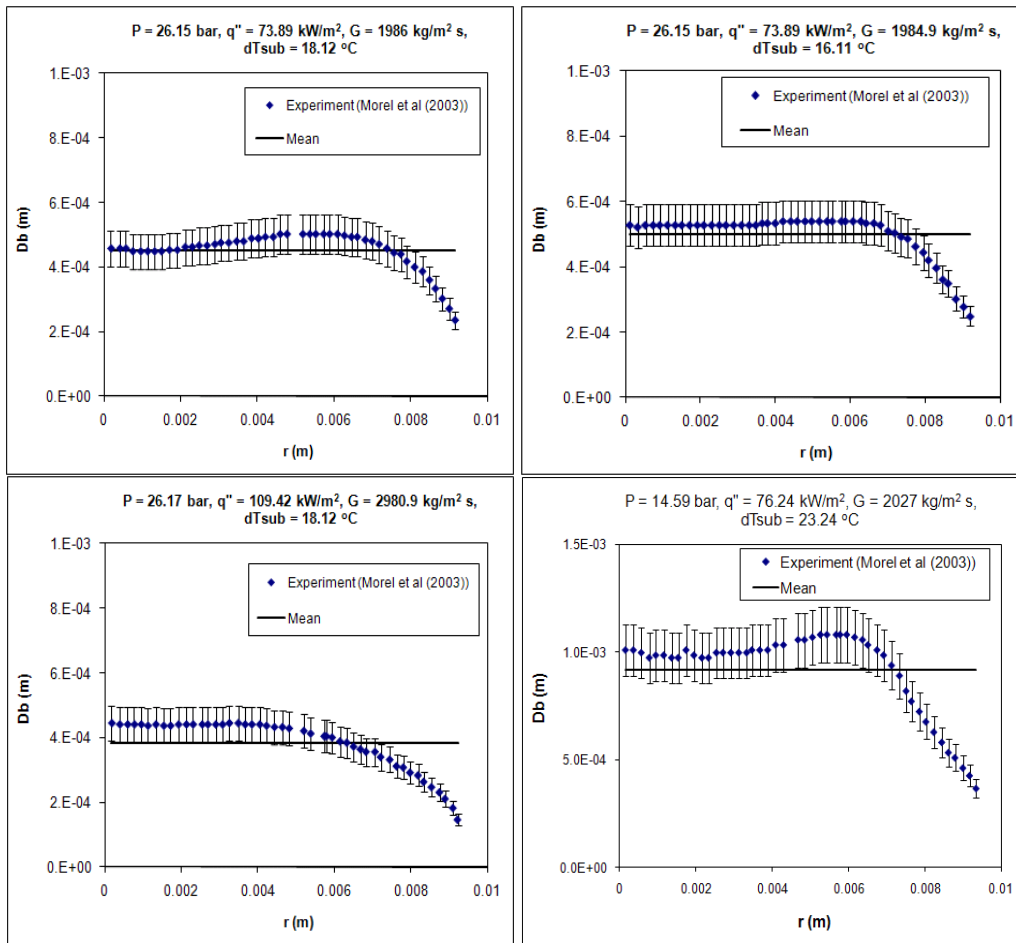 P = 26.15 bar, q" = 73.89 kW/m², G = 1986 kg/m² s,
dTsub = 18.12 ºC
1.E-03
8.E-04
6.E-04
4.E-04
2.E-04
0.E+00
Db (m)
Experiment (Morel et al (2003))
Mean
0 0.002 0.004 0.006 0.008 0.01
r (m)
P = 26.15 bar, q" = 73.89 kW/m², G = 1984.9 kg/m² s,
dTsub = 16.11 ºC
1.E-03
8.E-04
6.E-04
4.E-04
2.E-04
0.E+00
Db (m)
Experiment (Morel et al (2003))
Mean
0 0.002 0.004 0.006 0.008 0.01
r (m)
P = 26.17 bar, q" = 109.42 kW/m², G = 2980.9 kg/m² s,
dTsub = 18.12 ºC
1.E-03
8.E-04
6.E-04
4.E-04
2.E-04
0.E+00
Db (m)
Experiment (Morel et al (2003))
Mean
0 0.002 0.004 0.006 0.008 0.01
r (m)
P = 14.59 bar, q" = 76.24 kW/m², G = 2027 kg/m² s,
dTsub = 23.24 ºC
1.5E-03
1.0E-03
5.0E-04
0.0E+00
Db (m)
Experiment (Morel et al (2003))
Mean
0 0.002 0.004 0.006 0.008 0.01
r (m)